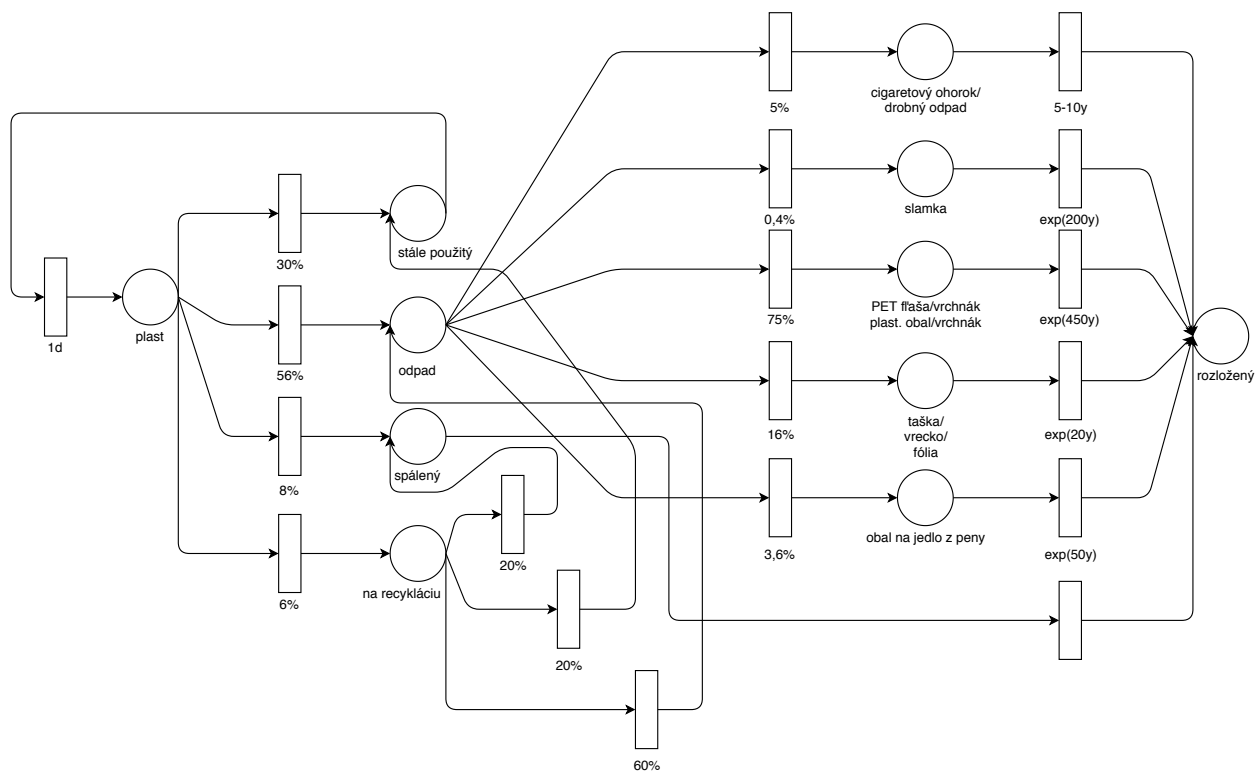 5%
cigaretový ohorok/
drobný odpad
5-10y
0,4%
slamka
exp(200y)
30%
stále použitý
75%
PET fľaša/vrchnák
plast. obal/vrchnák
exp(450y)
1d
plast
56%
odpad
rozložený
16%
taška/
vrecko/
fólia
exp(20y)
8%
spálený
3,6%
obal na jedlo z peny
exp(50y)
6%
na recykláciu
20%
20%
60%